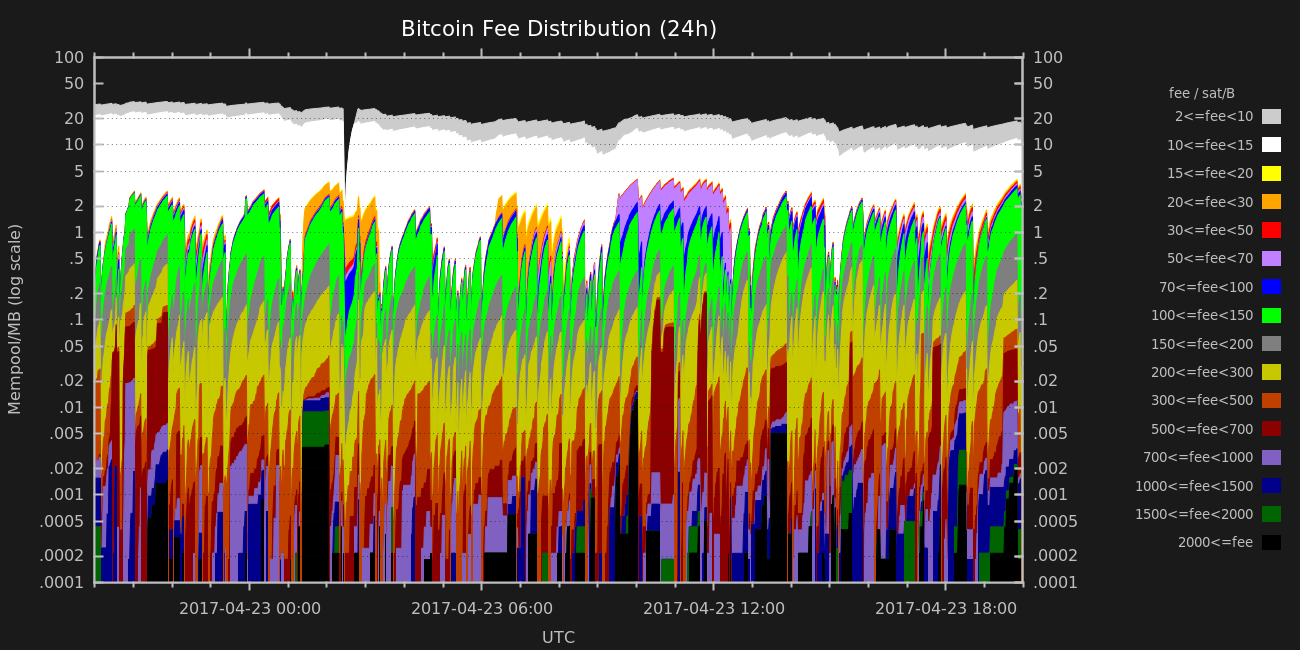 Bitcoin Fee Distribution (24h)
100
50
20
10
5
2
1
.5
.2
.1
.05
.02
.01
.005
.002
.001
.0005
.0002
.0001
Mempool/MB (log scale)
100
50
20
10
5
2
1
.5
.2
.1
.05
.02
.01
.005
.002
.001
.0005
.0002
.0001
2017-04-23 00:00
2017-04-23 06:00
2017-04-23 12:00
2017-04-23 18:00
UTC
fee / sat/B
2<=fee<10
10<=fee<15
15<=fee<20
20<=fee<30
30<=fee<50
50<=fee<70
70<=fee<100
100<=fee<150
150<=fee<200
200<=fee<300
300<=fee<500
500<=fee<700
700<=fee<1000
1000<=fee<1500
1500<=fee<2000
2000<=fee